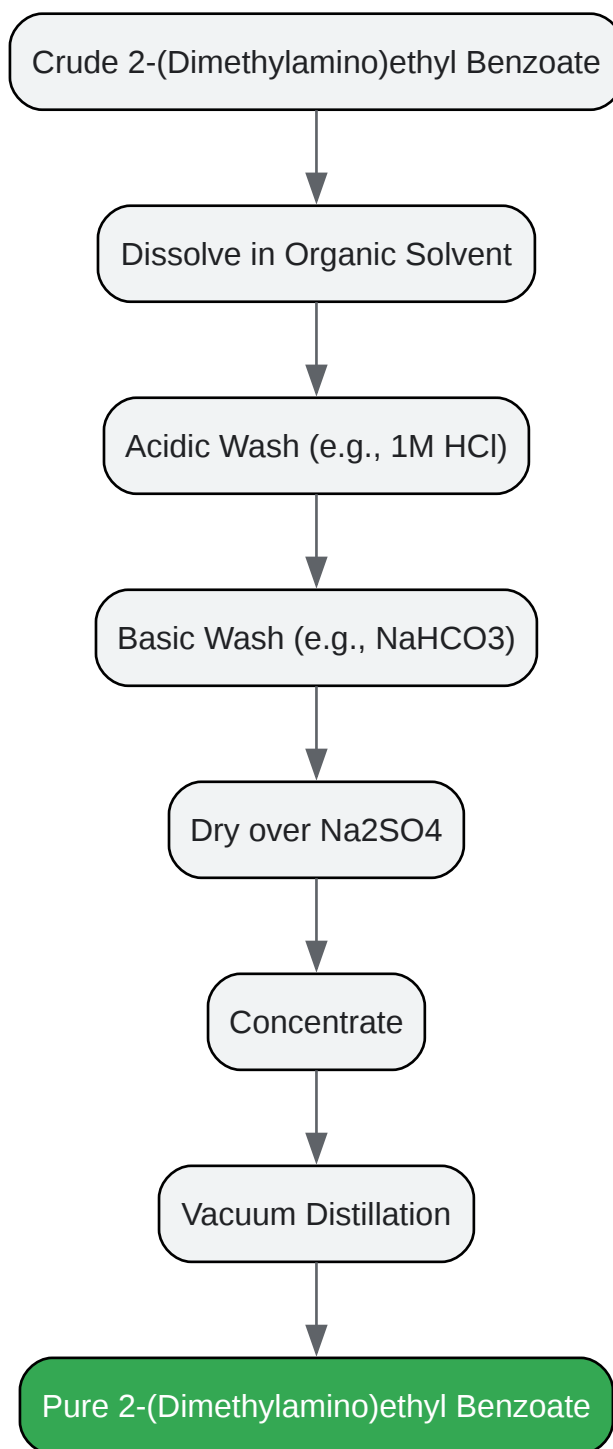 Crude 2-(Dimethylamino)ethyl Benzoate
Dissolve in Organic Solvent
Acidic Wash (e.g., 1M HCl)
Basic Wash (e.g., NaHCO3)
Dry over Na2SO4
Concentrate
Vacuum Distillation
Pure 2-(Dimethylamino)ethyl Benzoate